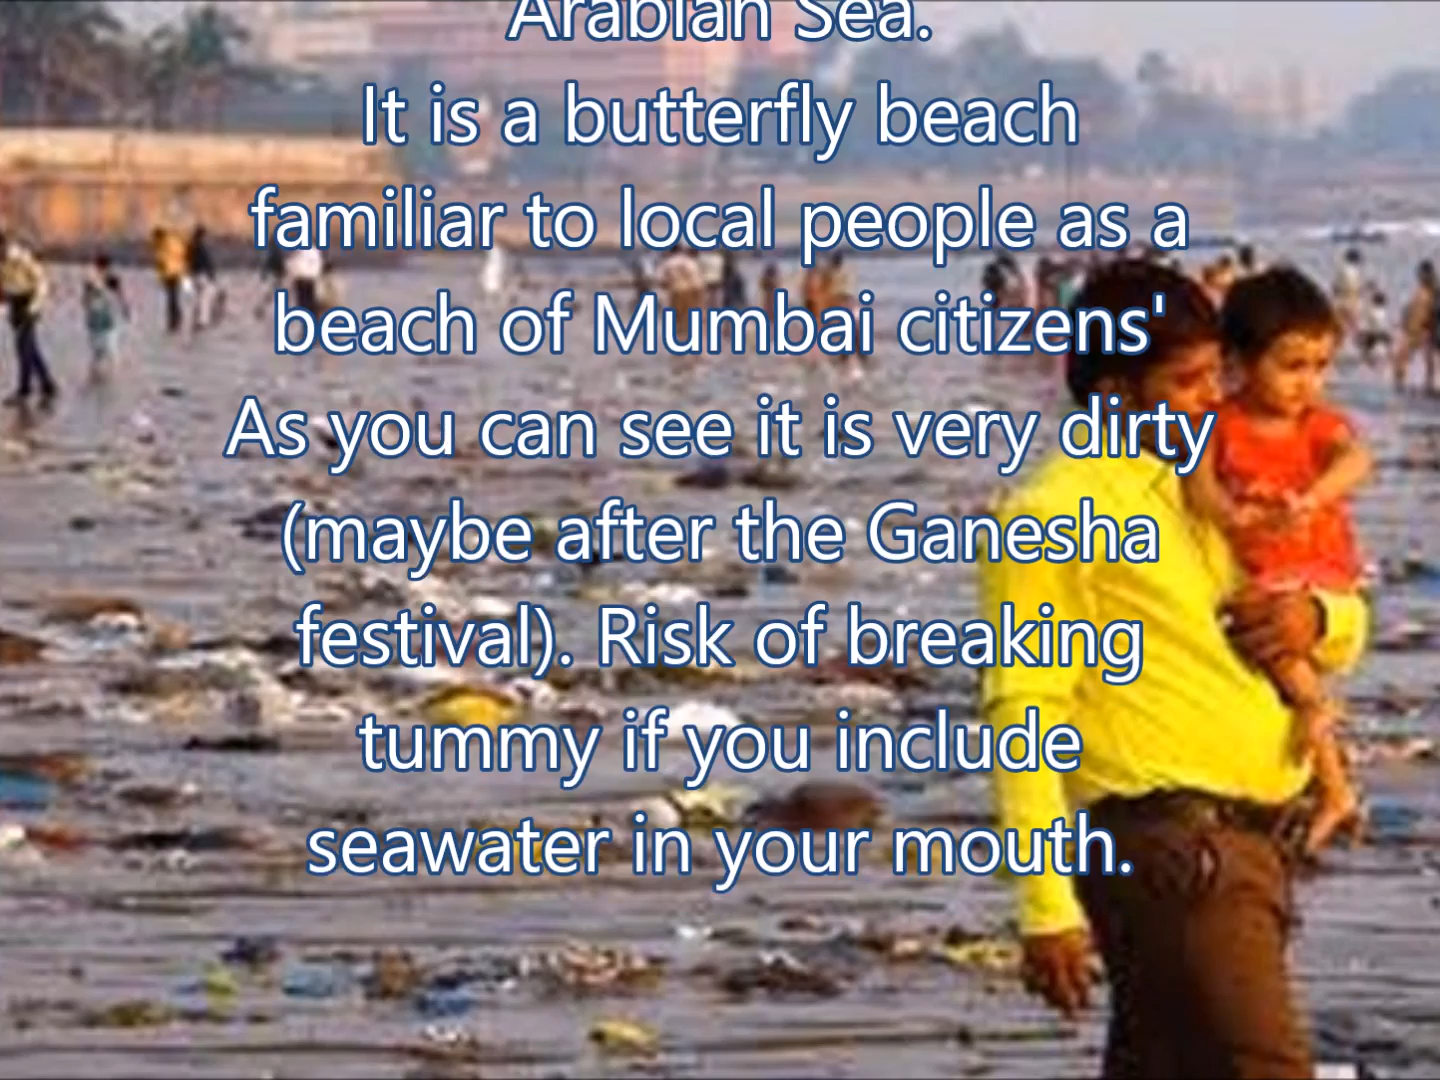 Arabian Sea.
It is a butterfly beach
familiar to local people as a
beach of Mumbai citizens'
As you can see it is very dirty
(maybe after the Ganesha
festival). Risk of breaking
tummy if you include
seawater in your mouth.